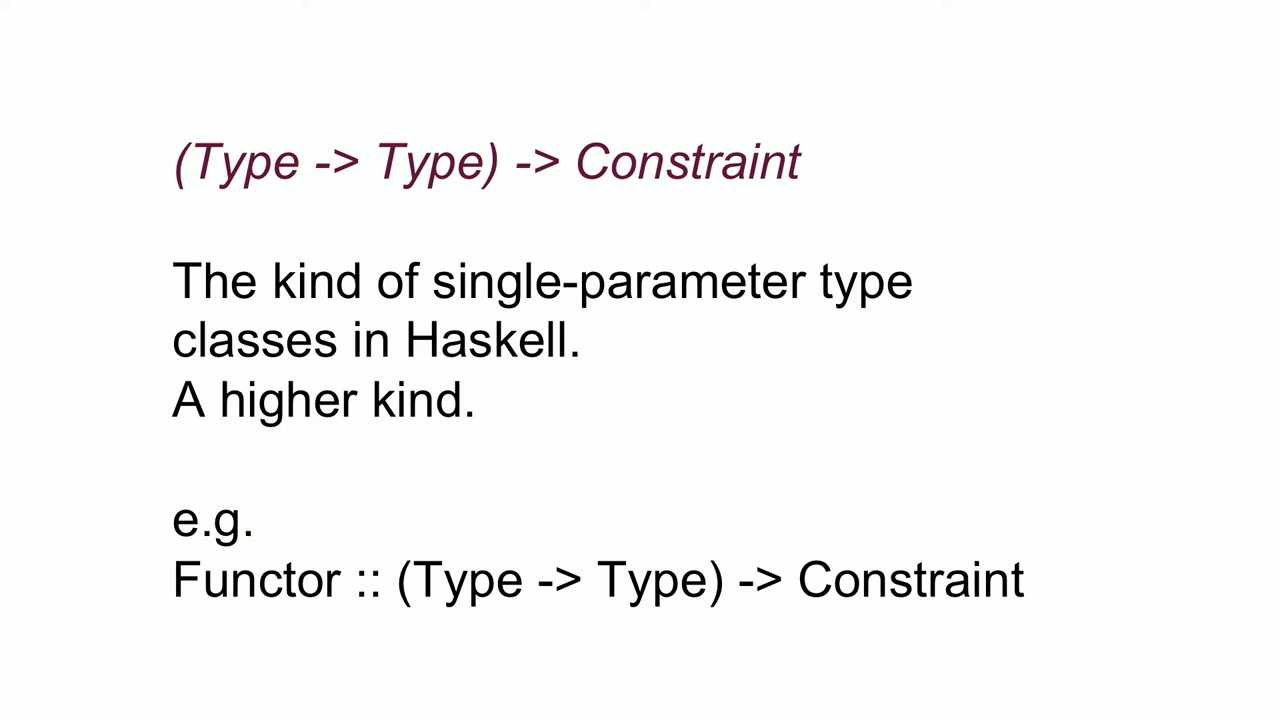 (Type -> Type) -> Constraint
The kind of single-parameter type
classes in Haskell.
A higher kind.
e.g.
Functor :: (Type -> Type) -> Constraint